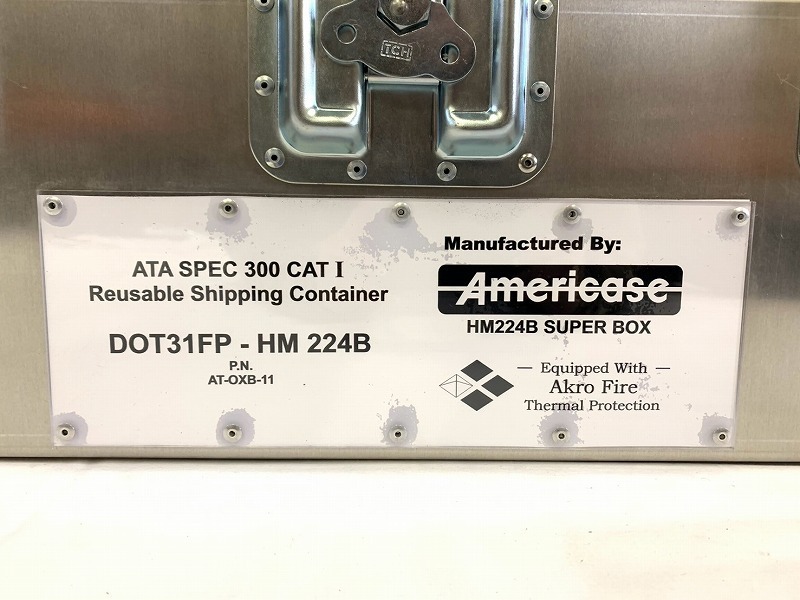 TCH
ATA SPEC 300 CAT I
Reusable Shipping Container
DOT31FP - HM 224B
P.N.
AT-OXB-11
Manufactured By:
Americase
HM224B SUPER BOX
— Equipped With —
Akro Fire
Thermal Protection